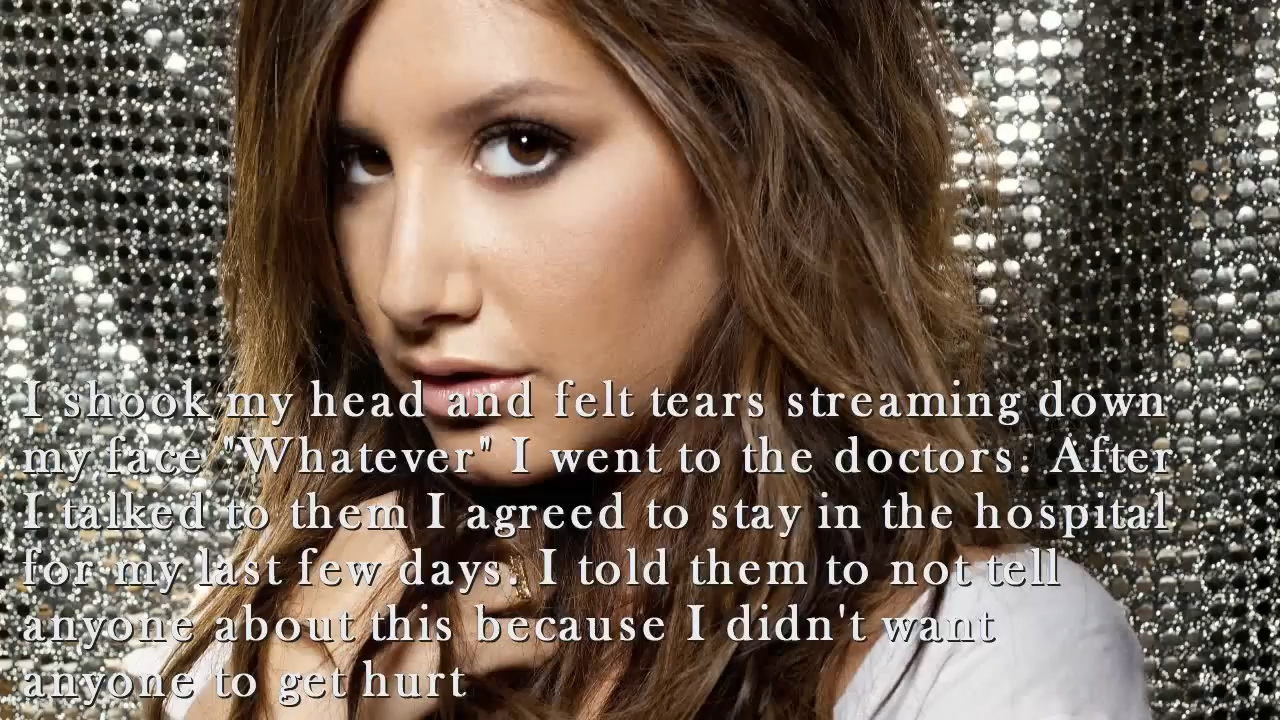 I shook my head and felt tears streaming down
my face "Whatever" I went to the doctors. After
I talked to them I agreed to stay in the hospital
for my last few days. I told them to not tell
anyone about this because I didn't want
anyone to get hurt